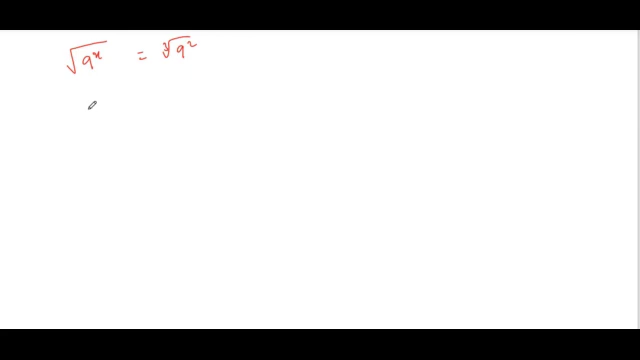 √9ˣ = ∛9²